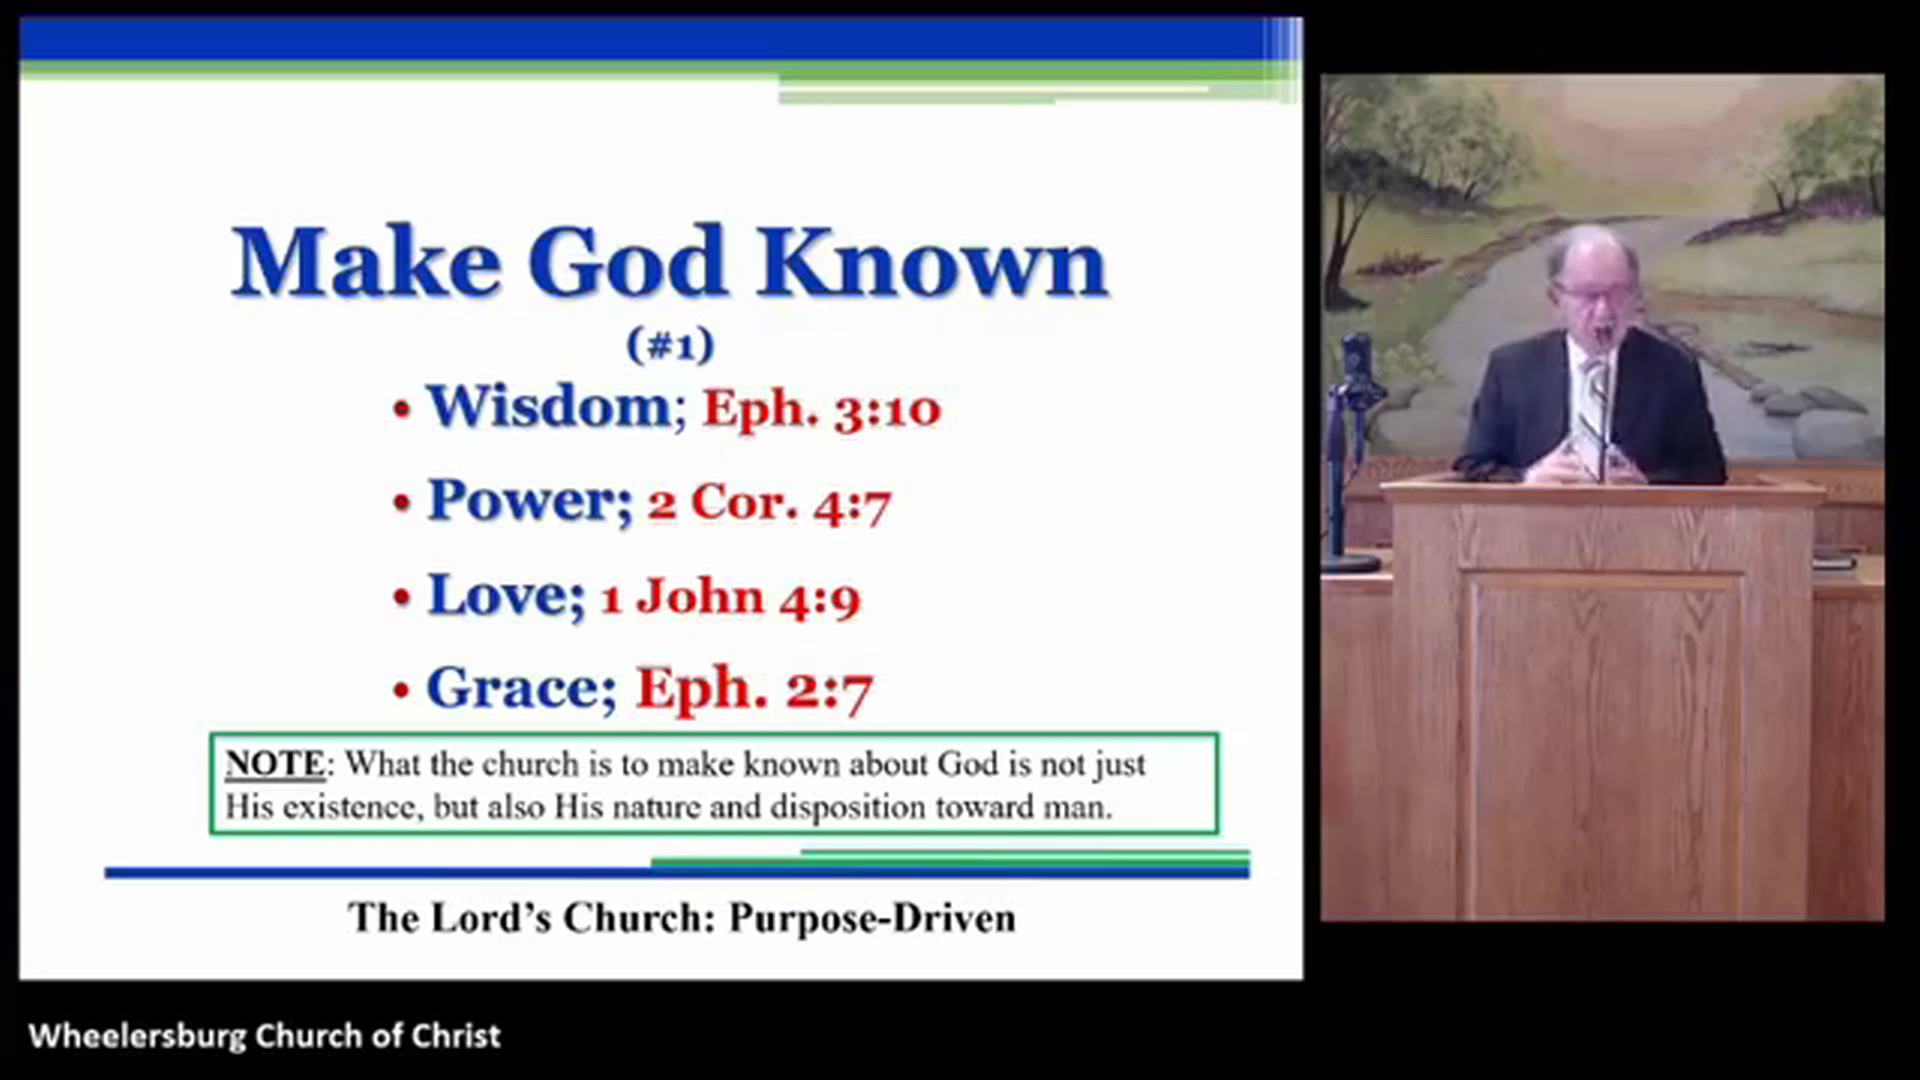 Make God Known
(#1)
• Wisdom; Eph. 3:10
• Power; 2 Cor. 4:7
• Love; 1 John 4:9
• Grace; Eph. 2:7
NOTE: What the church is to make known about God is not just
His existence, but also His nature and disposition toward man.
The Lord's Church: Purpose-Driven
Wheelersburg Church of Christ